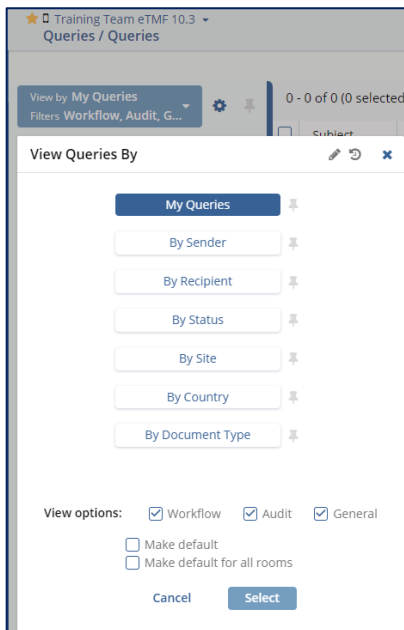 Training Team eTMF 10.3
Queries / Queries
View by My Queries
Filters Workflow, Audit, G...
0 - 0 of 0 (0 selected
Subject
View Queries By
My Queries
By Sender
By Recipient
By Status
By Site
By Country
By Document Type
View options: Workflow Audit General
Make default
Make default for all rooms
Cancel Select